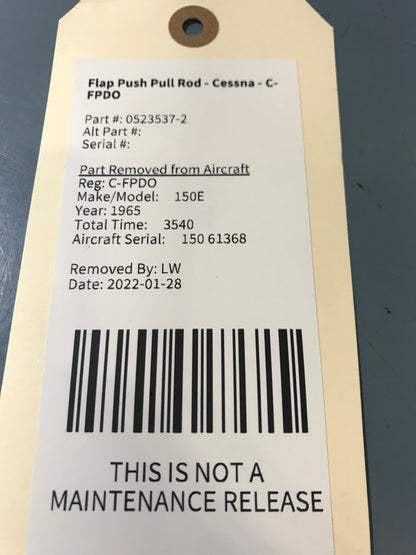 Flap Push Pull Rod - Cessna - C-
FPDO
Part #: 0523537-2
Alt Part #:
Serial #:
Part Removed from Aircraft
Reg: C-FPDO
Make/Model: 150E
Year: 1965
Total Time: 3540
Aircraft Serial: 150 61368
Removed By: LW
Date: 2022-01-28
THIS IS NOT A
MAINTENANCE RELEASE